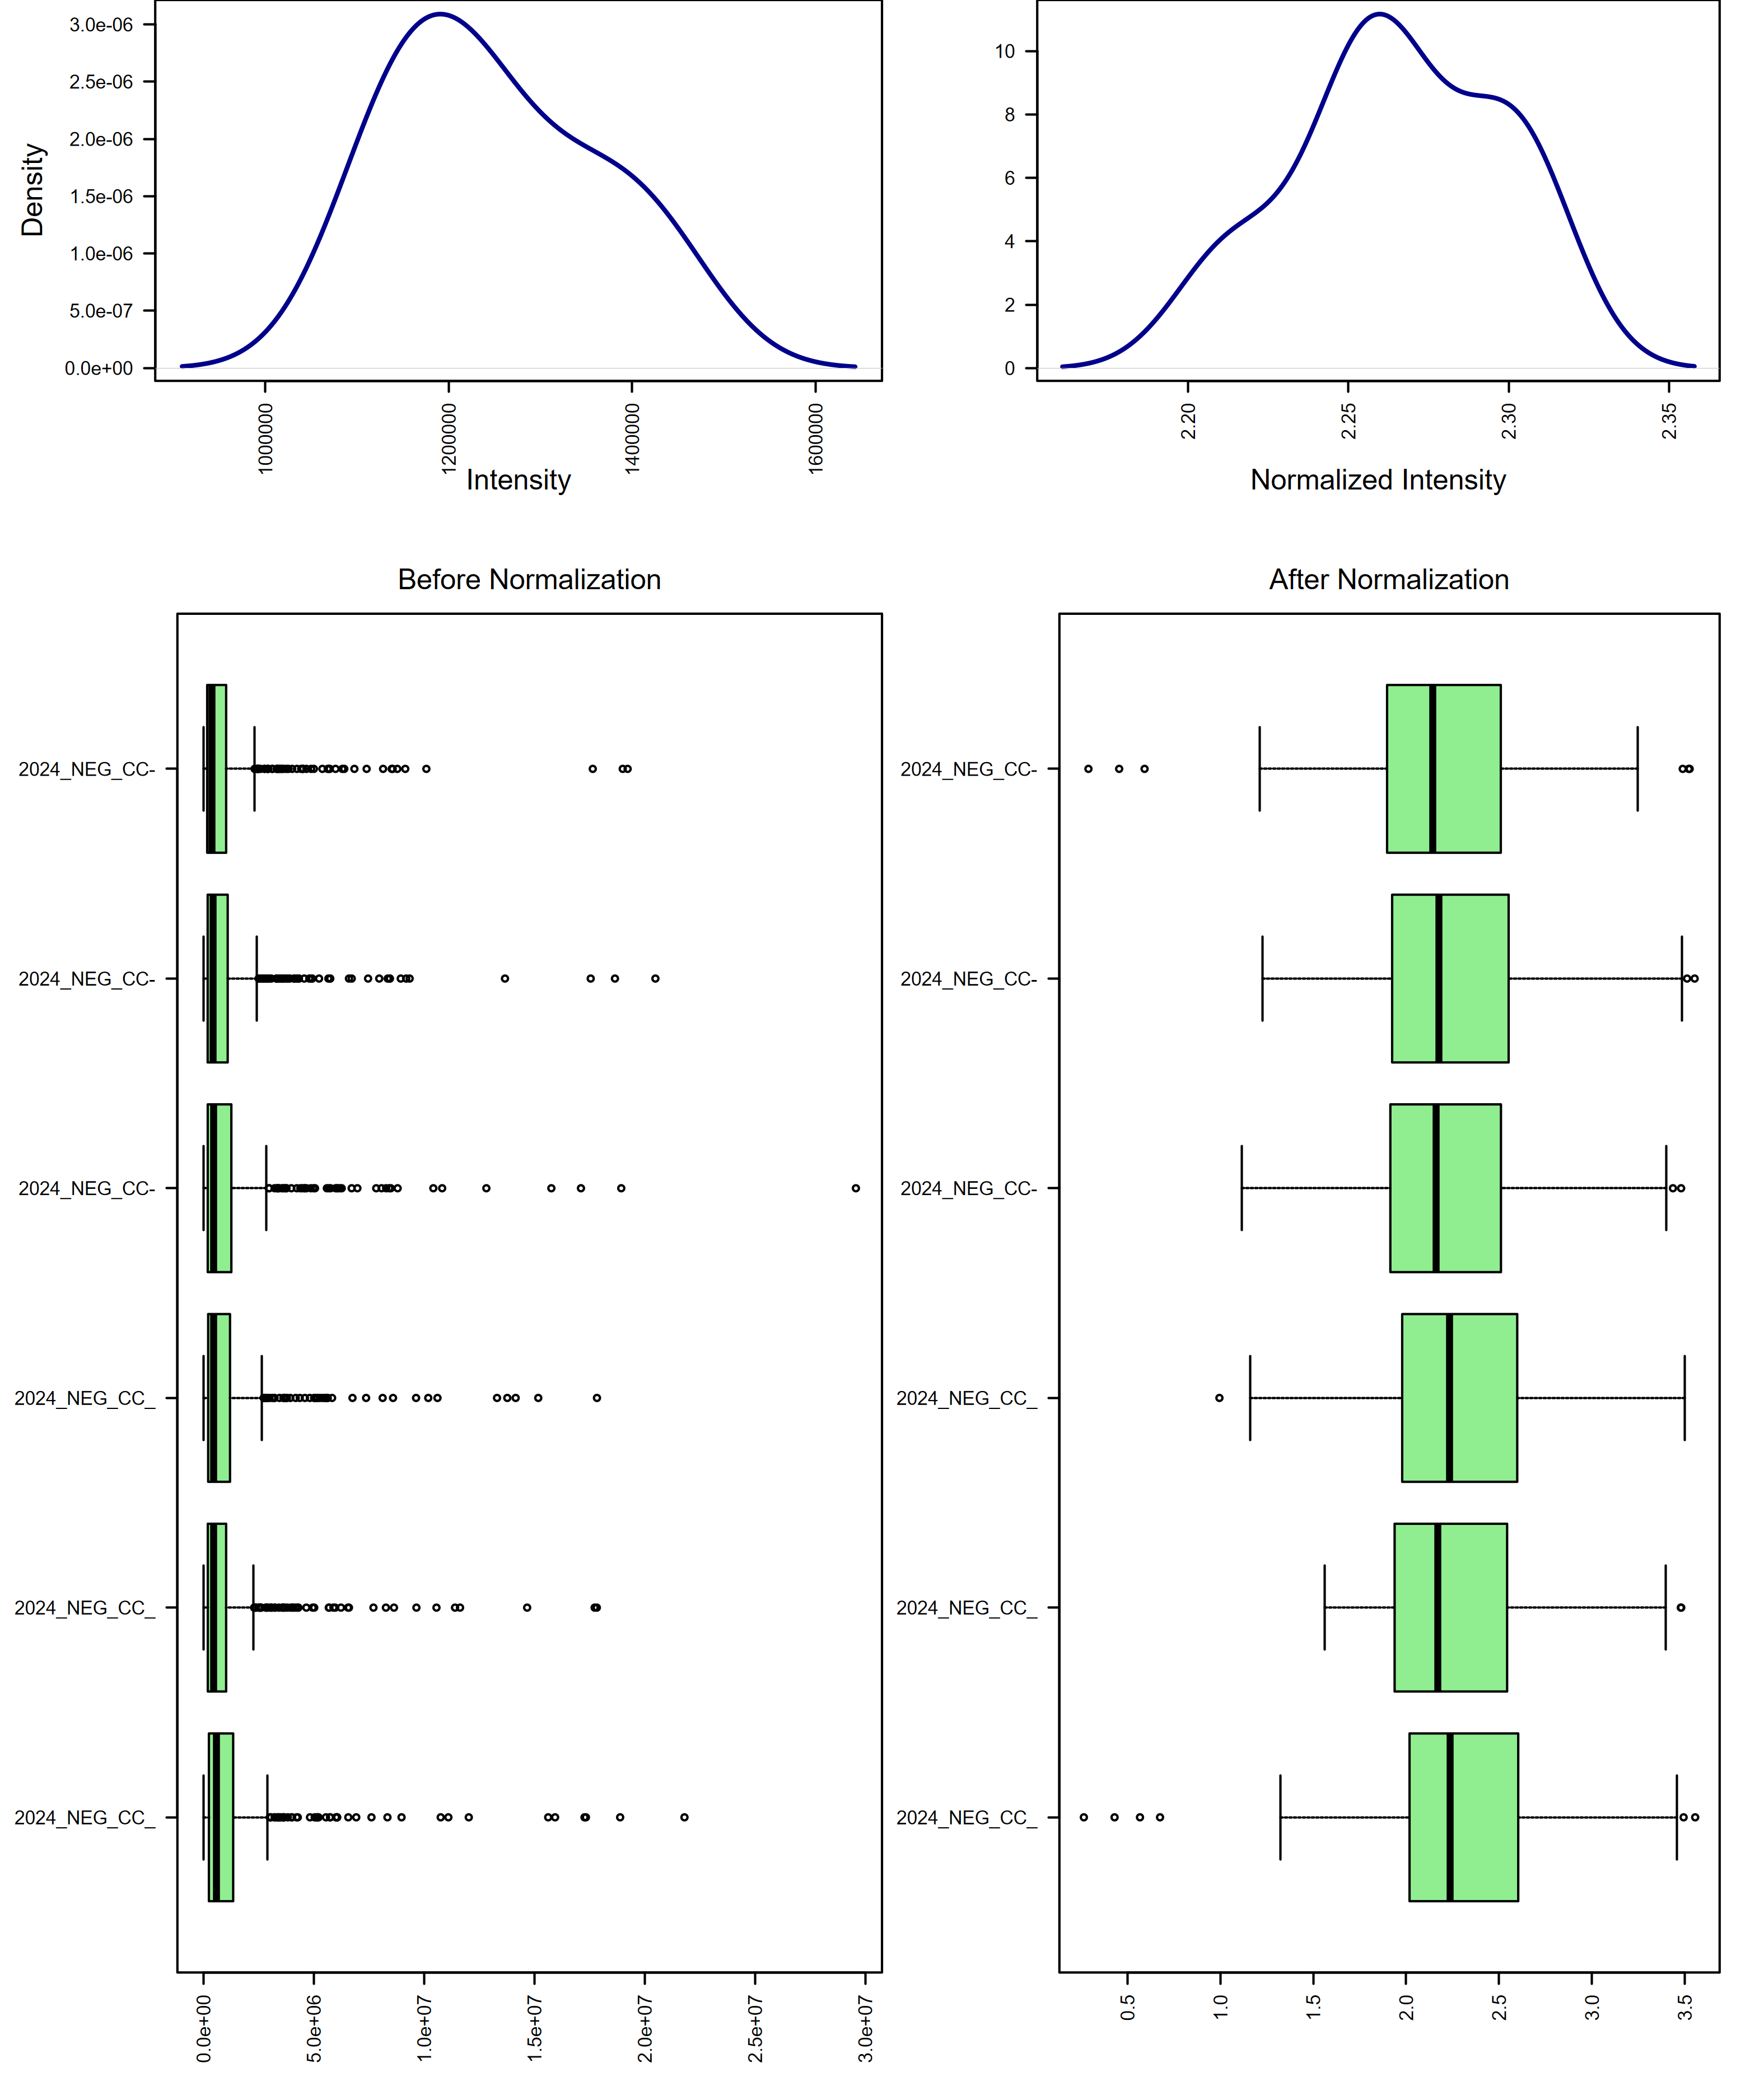 Density
3.0e-06
2.5e-06
2.0e-06
1.5e-06
1.0e-06
5.0e-07
0.0e+00
1000000
1200000
1400000
1600000
Intensity
10
8
6
4
2
0
2.20
2.25
2.30
2.35
Normalized Intensity
Before Normalization
2024_NEG_CC-
2024_NEG_CC-
2024_NEG_CC-
2024_NEG_CC_
2024_NEG_CC_
2024_NEG_CC_
0.0e+00
5.0e+06
1.0e+07
1.5e+07
2.0e+07
2.5e+07
3.0e+07
After Normalization
2024_NEG_CC-
2024_NEG_CC-
2024_NEG_CC-
2024_NEG_CC_
2024_NEG_CC_
2024_NEG_CC_
0.5
1.0
1.5
2.0
2.5
3.0
3.5